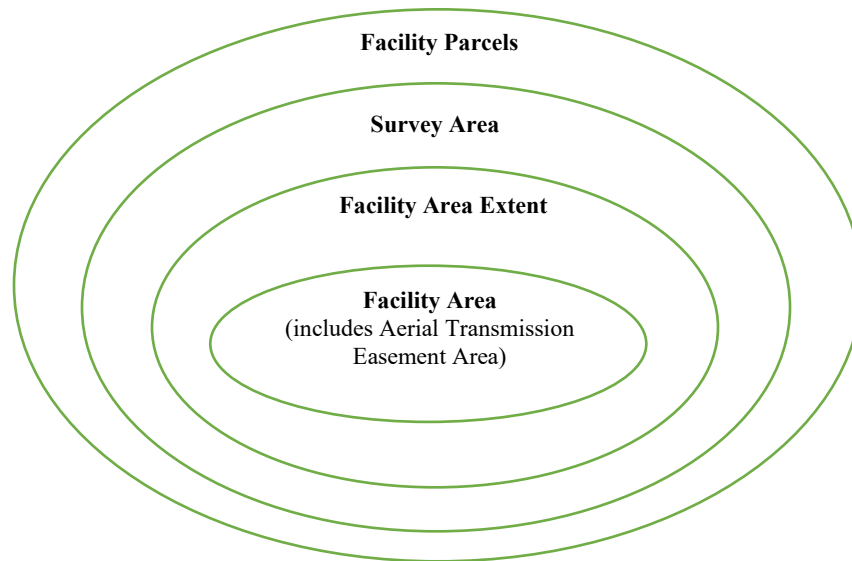 Facility Parcels
Survey Area
Facility Area Extent
Facility Area
(includes Aerial Transmission
Easement Area)